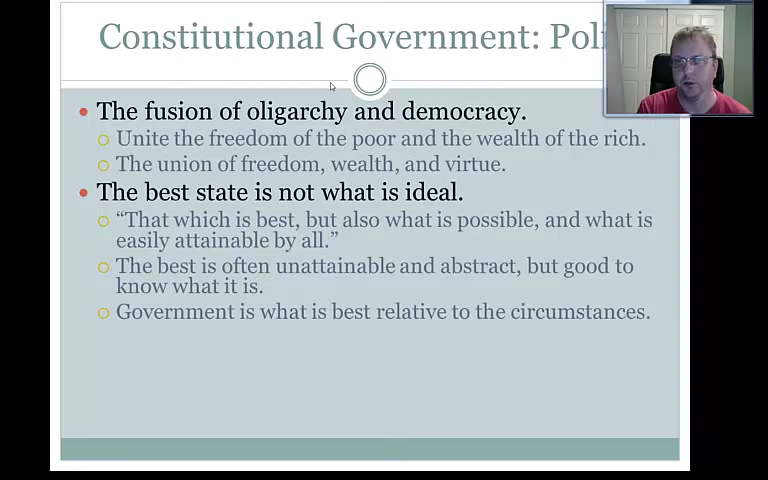 Constitutional Government:
The fusion of oligarchy and democracy.
Unite the freedom of the poor and the wealth of the rich.
The union of freedom, wealth, and virtue.
The best state is not what is ideal.
“That which is best, but also what is possible, and what is
easily attainable by all.”
The best is often unattainable and abstract, but good to
know what it is.
Government is what is best relative to the circumstances.